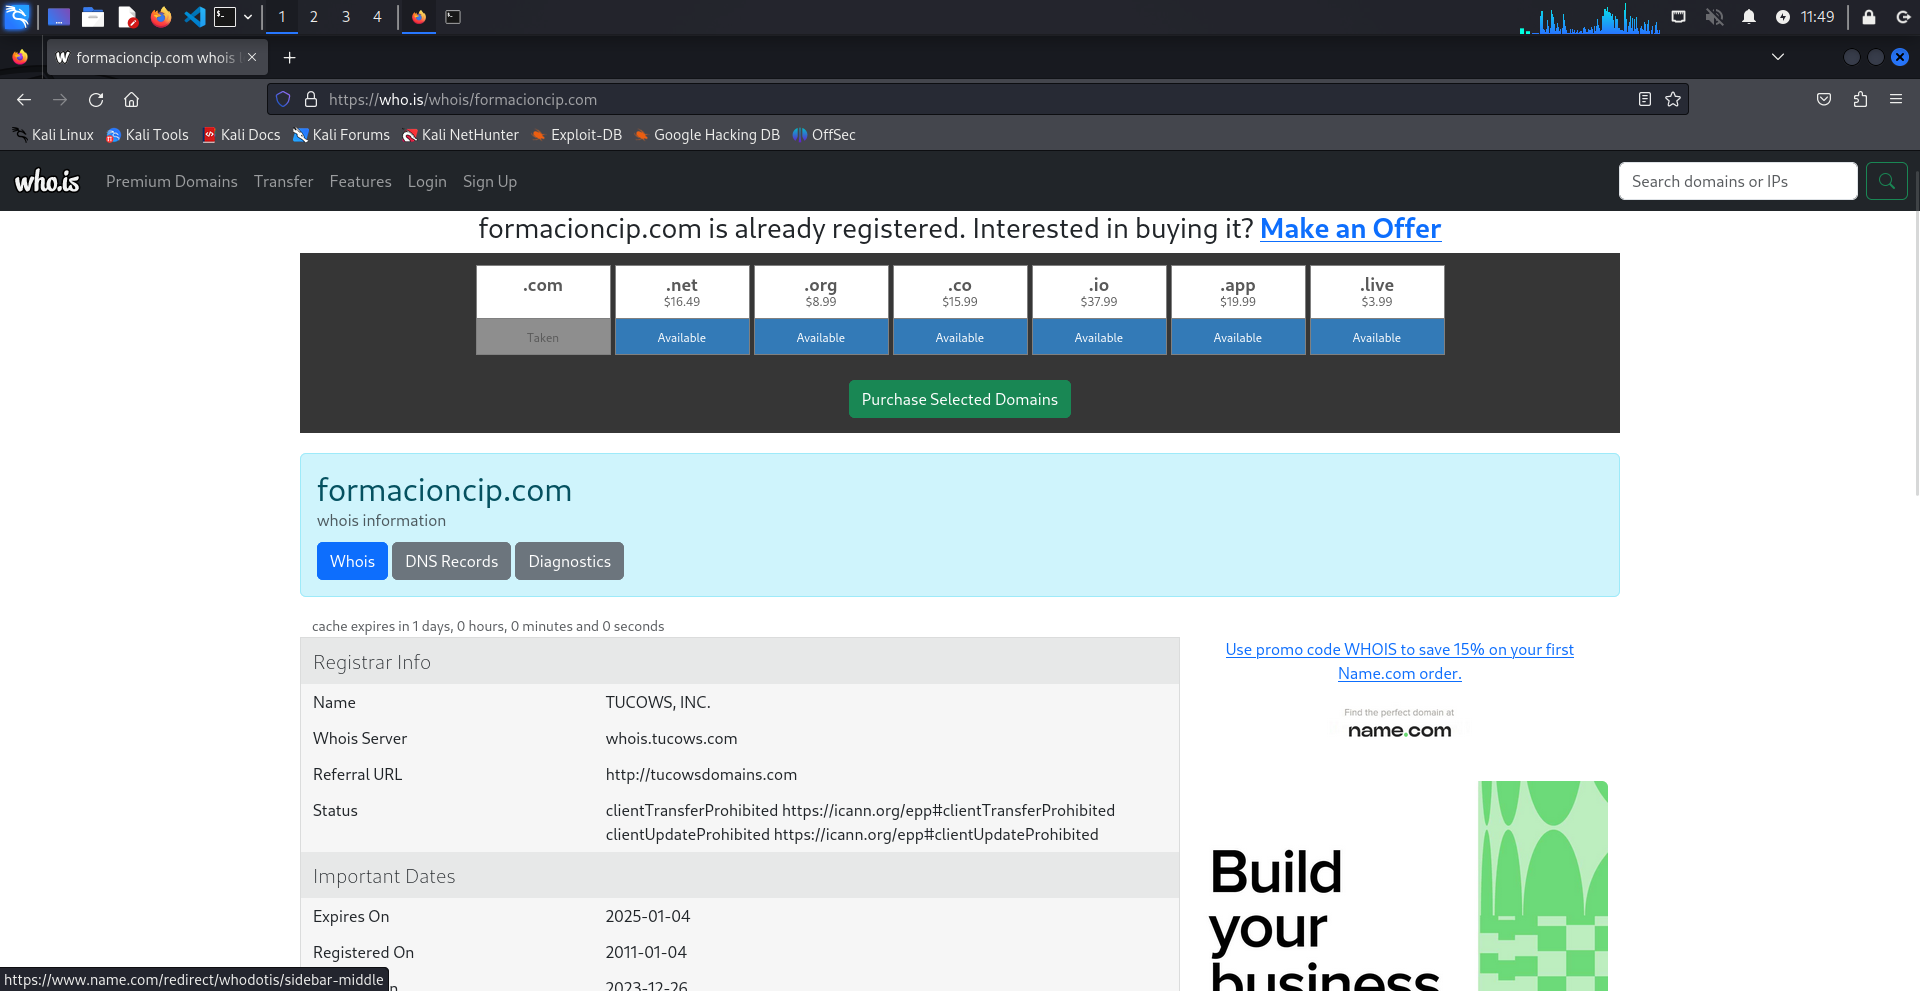 1 2 3 4
11:49
formacioncip.com whois
https://who.is/whois/formacioncip.com
Kali Linux Kali Tools Kali Docs Kali Forums Kali NetHunter Exploit-DB Google Hacking DB OffSec
who.is Premium Domains Transfer Features Login Sign Up Search domains or IPs
formacioncip.com is already registered. Interested in buying it? Make an Offer
.com .net .org .co .io .app .live
$16.49 $8.99 $15.99 $37.99 $19.99 $3.99
Taken Available Available Available Available Available Available
Purchase Selected Domains
formacioncip.com
whois information
Whois DNS Records Diagnostics
cache expires in 1 days, 0 hours, 0 minutes and 0 seconds
Registrar Info
Name TUCOWS, INC.
Whois Server whois.tucows.com
Referral URL http://tucowsdomains.com
Status clientTransferProhibited https://icann.org/epp#clientTransferProhibited
clientUpdateProhibited https://icann.org/epp#clientUpdateProhibited
Important Dates
Expires On 2025-01-04
Registered On 2011-01-04
2023-12-26
Use promo code WHOIS to save 15% on your first
Name.com order.
Find the perfect domain at
name.com
Build
your
business
https://www.name.com/redirect/whodotis/sidebar-middle